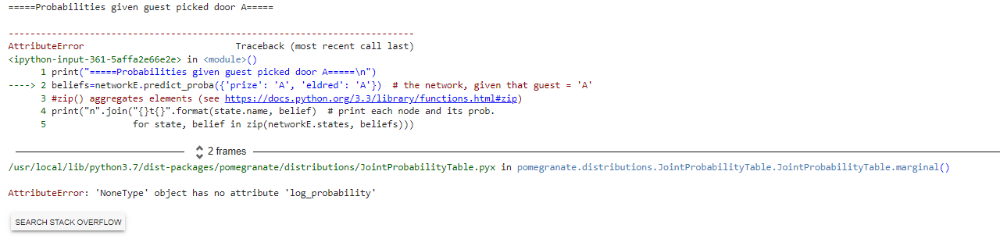 =====Probabilities given guest picked door A=====
---------------------------------------------------------------------------
AttributeError                            Traceback (most recent call last)
<ipython-input-361-5affa2e66e2e> in <module>()
      1 print("=====Probabilities given guest picked door A=====\n")
----> 2 beliefs=networkE.predict_proba({'prize': 'A', 'eldred': 'A'})  # the network, given that guest = 'A'
      3 #zip() aggregates elements (see https://docs.python.org/3.3/library/functions.html#zip)
      4 print("n".join("{}t{}".format(state.name, belief)  # print each node and its prob.
      5                for state, belief in zip(networkE.states, beliefs)))
2 frames
/usr/local/lib/python3.7/dist-packages/pomegranate/distributions/JointProbabilityTable.pyx in pomegranate.distributions.JointProbabilityTable.JointProbabilityTable.marginal()
AttributeError: 'NoneType' object has no attribute 'log_probability'
SEARCH STACK OVERFLOW